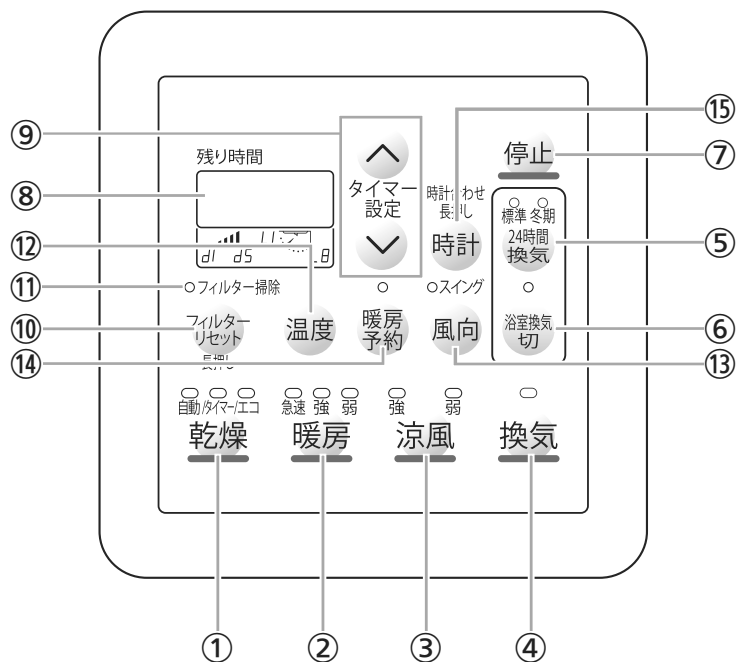 ⑮
⑨
停止
⑦
残り時間
タイマー
設定
時計合わせ
長押し
⑧
標準 冬期
⑫
時計
24時間
換気
⑤
⑪
フィルター掃除
スイング
⑩
フィルター
リセット
長押し
温度
暖房
予約
風向
浴室換気
切
⑥
⑭
⑬
自動/タイマー/エコ
急速 強 弱
強 弱
乾燥
暖房
涼風
換気
① ② ③ ④